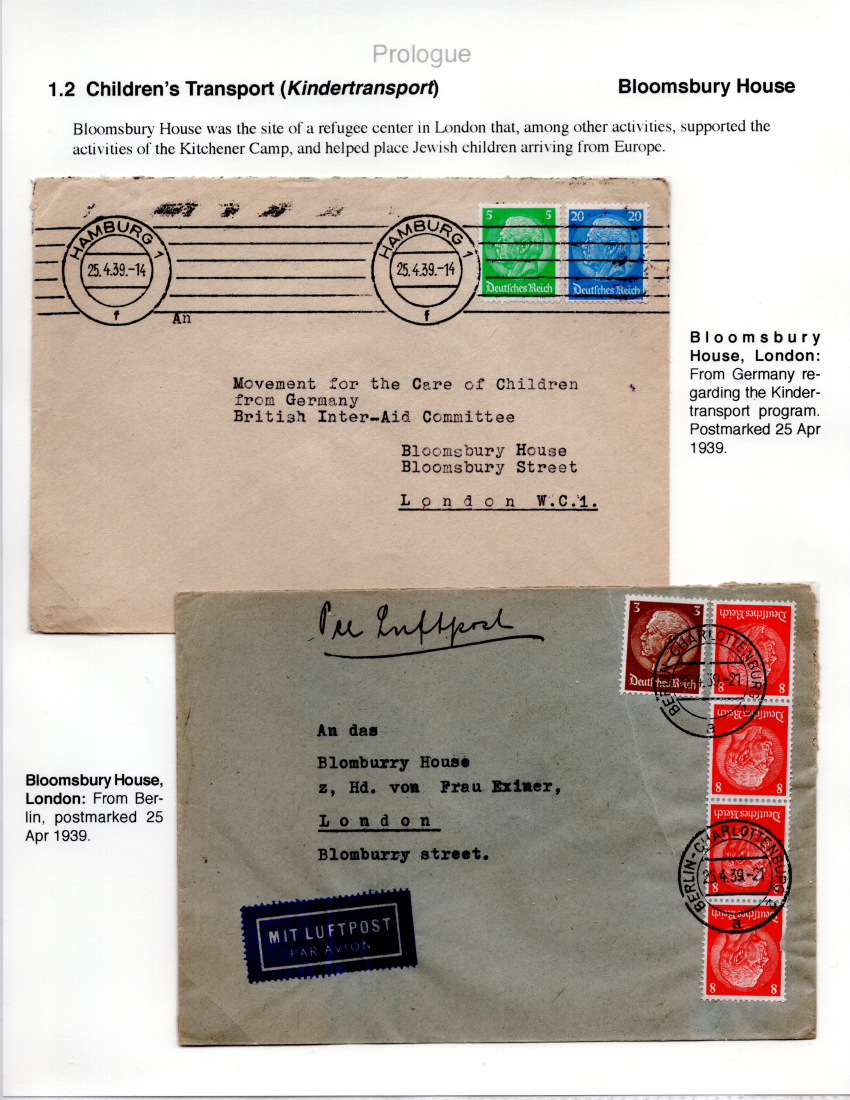 Prologue
1.2 Children's Transport (Kindertransport)
Bloomsbury House
Bloomsbury House was the site of a refugee center in London that, among other activities, supported the
activities of the Kitchener Camp, and helped place Jewish children arriving from Europe.
HAMBURG 1
25.4.39.-14
f
HAMBURG 1
25.4.39.-14
f
5 5
Deutsches Reich
20 20
Deutsches Reich
An
Movement for the Care of Children
from Germany
British Inter-Aid Committee
Bloomsbury House
Bloomsbury Street
London W.C.1.
Bloomsbury
House, London:
From Germany re-
garding the Kinder-
transport program.
Postmarked 25 Apr
1939.
Per Luftpost
3 3
Deutsches Reich
Deutsches Reich
8 8
Deutsches Reich
8 8
Deutsches Reich
8
Deutsches Reich
8 8
BERLIN-CHARLOTTENBURG 2
.4.39.-21
a
BERLIN-CHARLOTTENBURG 2
25.4.39.-21
a
An das
Blomburry House
z, Hd. von Frau Eximer,
London
Blomburry street.
MIT LUFTPOST
PAR AVION
Bloomsbury House,
London: From Ber-
lin, postmarked 25
Apr 1939.